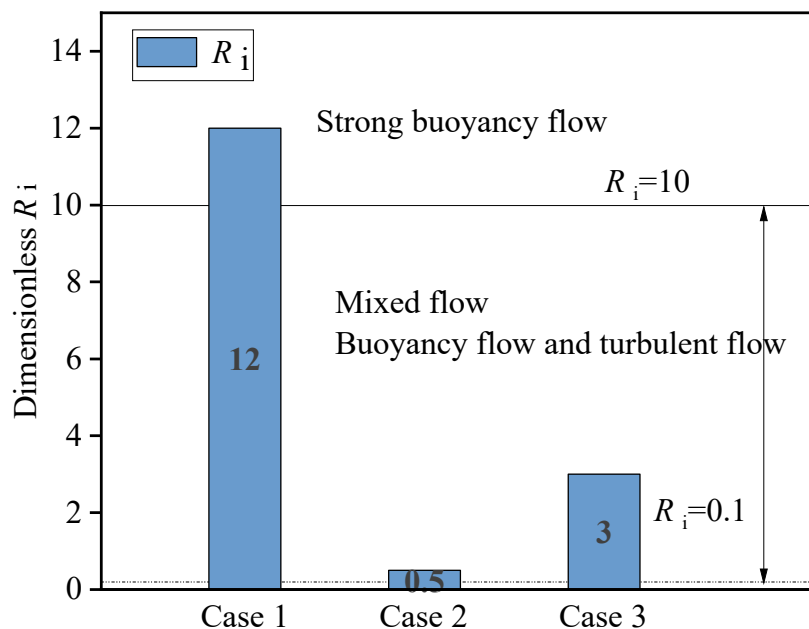 R i
Strong buoyancy flow
R i=10
Mixed flow
Buoyancy flow and turbulent flow
R i=0.1
12
0.5
3
Dimensionless R i
14
12
10
8
6
4
2
0
Case 1
Case 2
Case 3